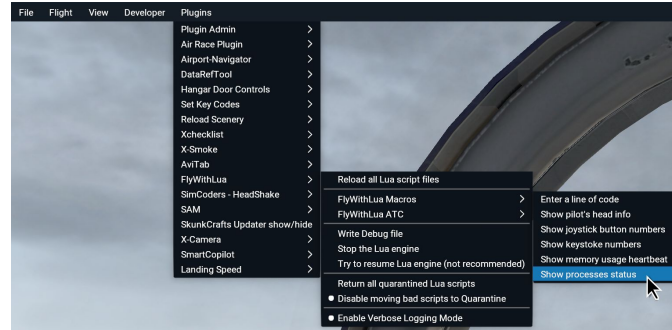 File Flight View Developer Plugins
Plugin Admin
Air Race Plugin
Airport-Navigator
DataRefTool
Hangar Door Controls
Set Key Codes
Reload Scenery
Xchecklist
X-Smoke
AviTab
FlyWithLua
SimCoders - HeadShake
SAM
SkunkCrafts Updater show/hide
X-Camera
SmartCopilot
Landing Speed
Reload all Lua script files
FlyWithLua Macros
FlyWithLua ATC
Write Debug file
Stop the Lua engine
Try to resume Lua engine (not recommended)
Return all quarantined Lua scripts
Disable moving bad scripts to Quarantine
Enable Verbose Logging Mode
Enter a line of code
Show pilot's head info
Show joystick button numbers
Show keystoke numbers
Show memory usage heartbeat
Show processes status